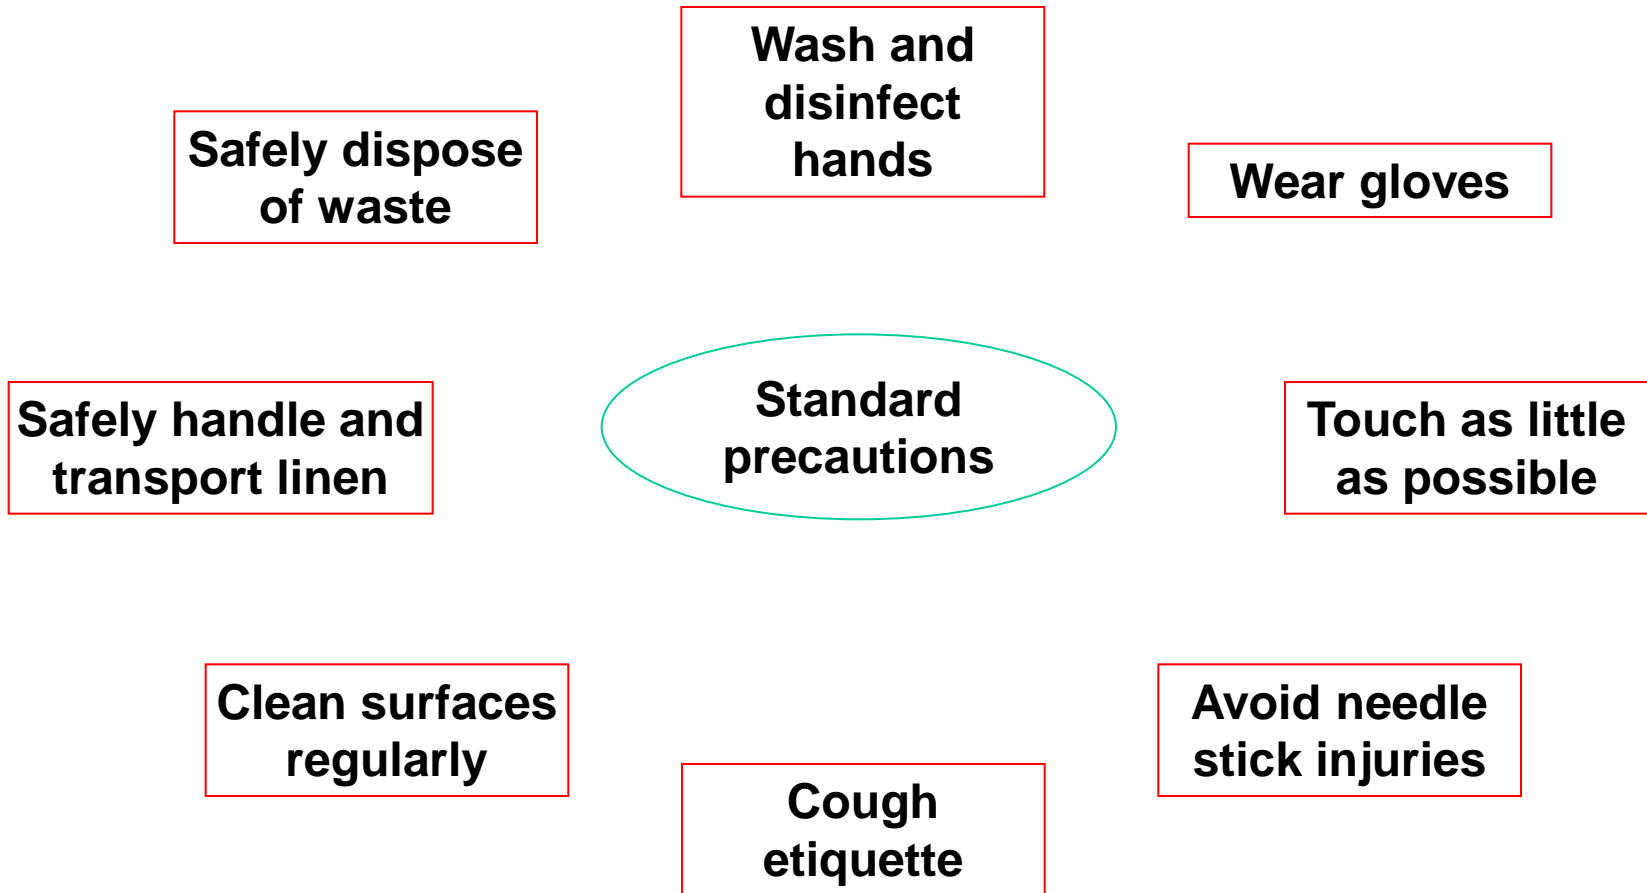 Wash and
disinfect
hands
Safely dispose
of waste
Wear gloves
Standard
precautions
Safely handle and
transport linen
Touch as little
as possible
Clean surfaces
regularly
Avoid needle
stick injuries
Cough
etiquette